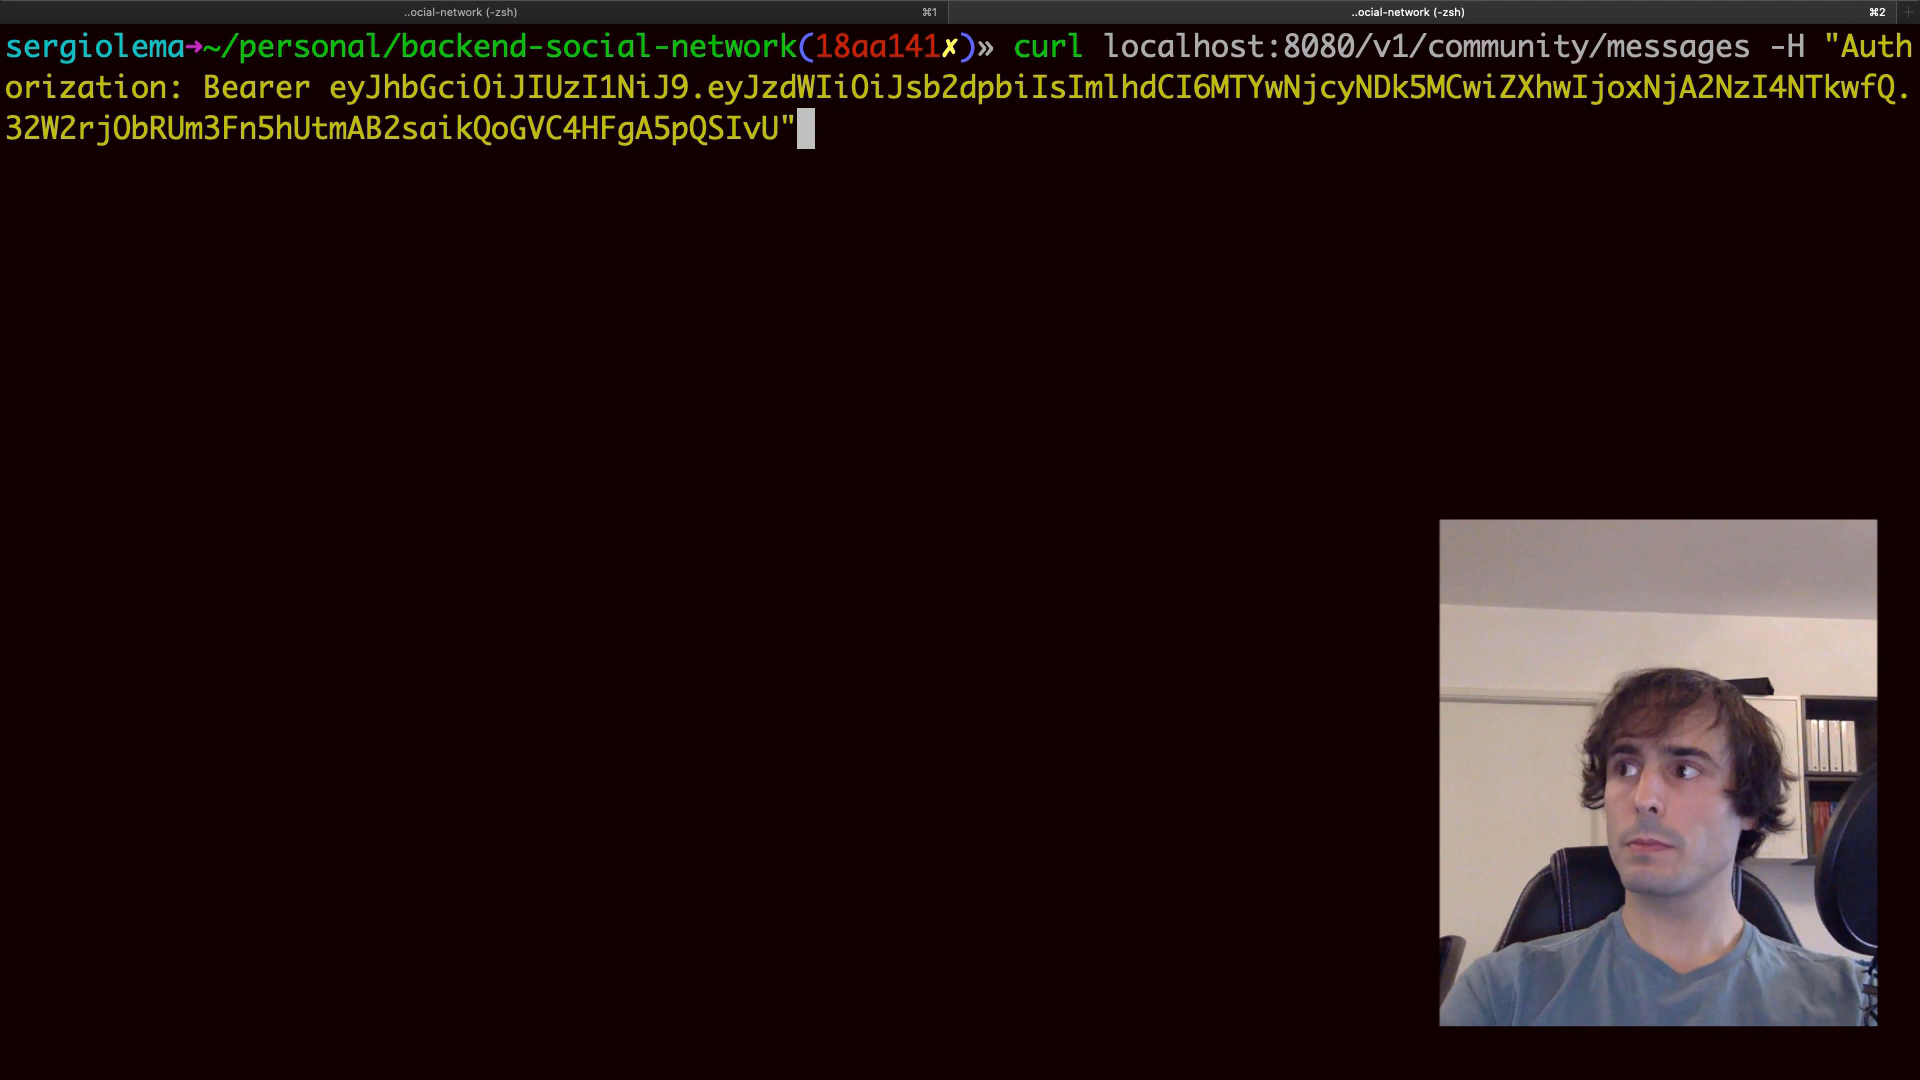 ..ocial-network (-zsh) ⌘1 ..ocial-network (-zsh) ⌘2
sergiolema→~/personal/backend-social-network(18aa141✗)» curl localhost:8080/v1/community/messages -H "Auth
orization: Bearer eyJhbGciOiJIUzI1NiJ9.eyJzdWIiOiJsb2dpbiIsImlhdCI6MTYwNjcyNDk5MCwiZXhwIjoxNjA2NzI4NTkwfQ.
32W2rjObRUm3Fn5hUtmAB2saikQoGVC4HFgA5pQSIvU"